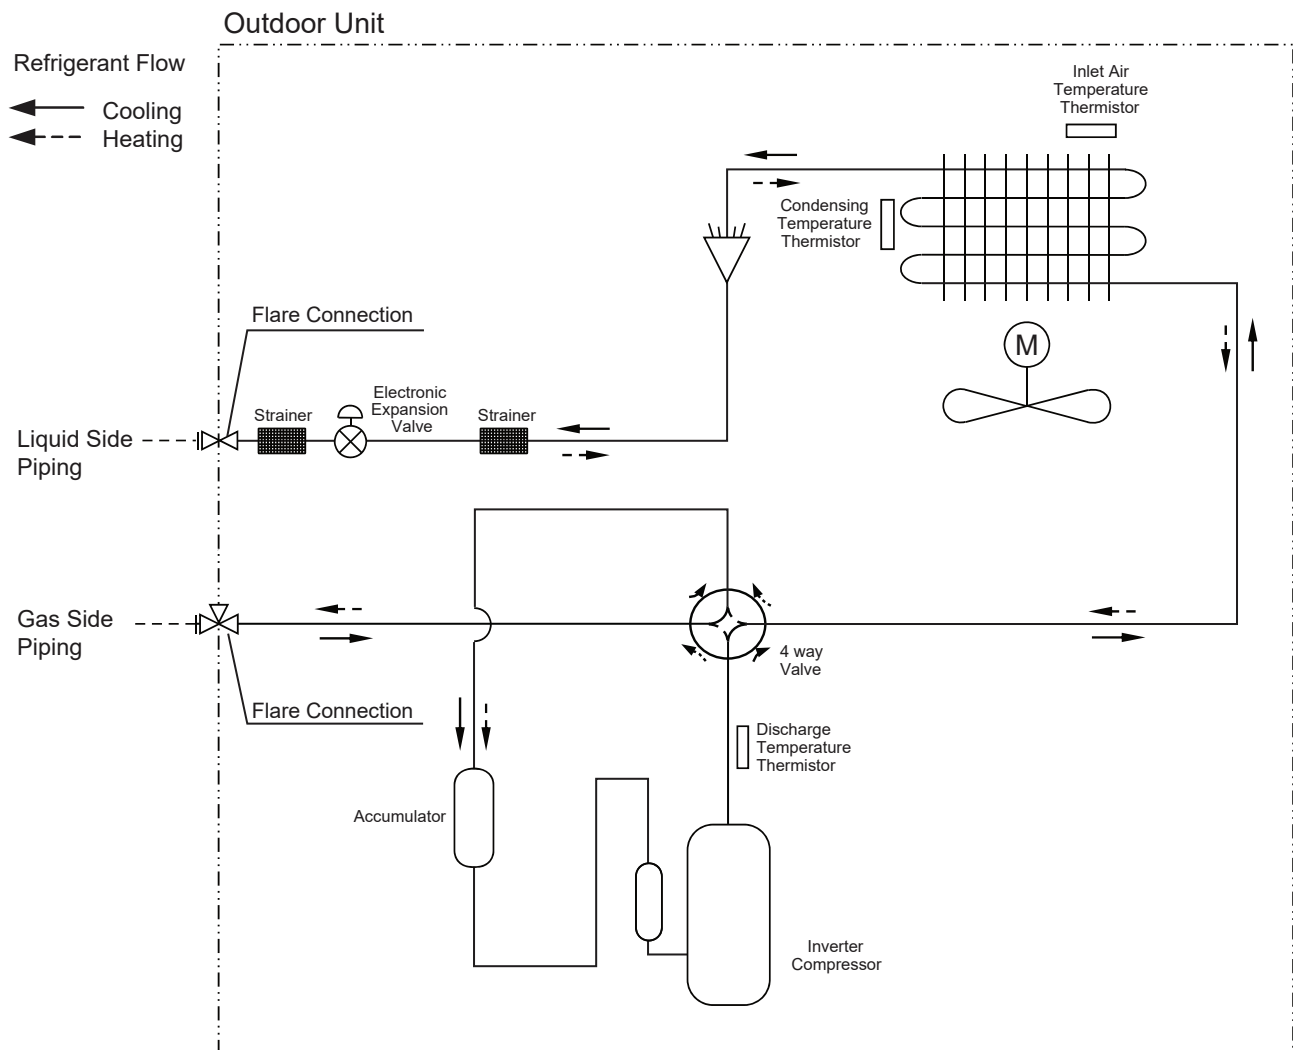 Outdoor Unit
Refrigerant Flow
Cooling
Heating
Inlet Air
Temperature
Thermistor
Condensing
Temperature
Thermistor
Flare Connection
M
Strainer
Electronic
Expansion
Valve
Strainer
Liquid Side
Piping
Gas Side
Piping
4 way
Valve
Flare Connection
Discharge
Temperature
Thermistor
Accumulator
Inverter
Compressor